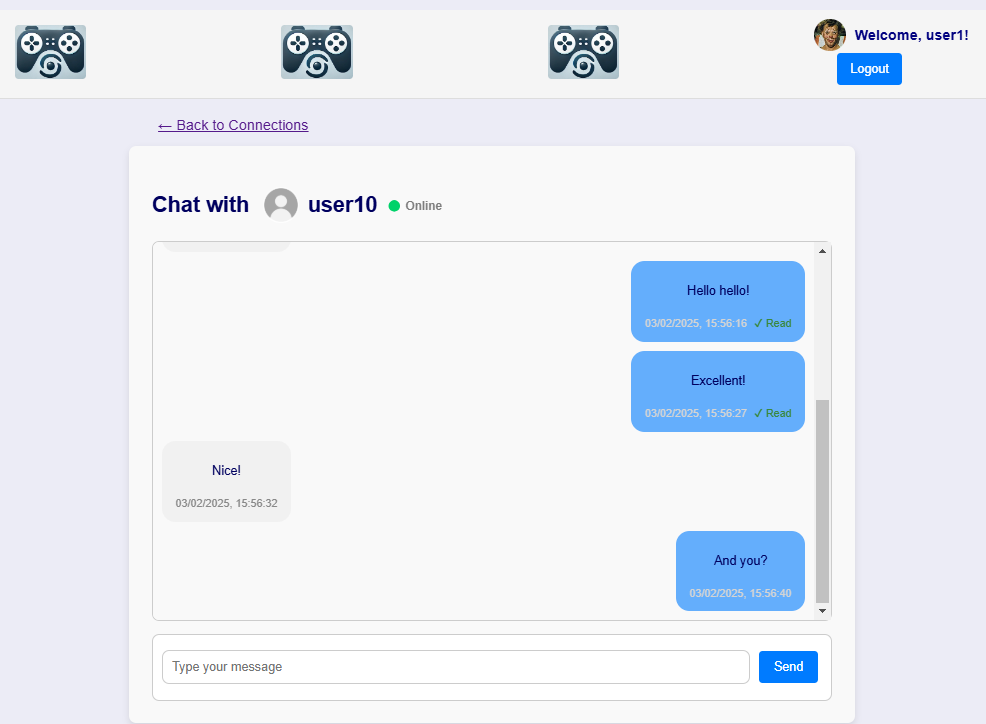 Welcome, user1!
Logout
← Back to Connections
Chat with user10 Online
Hello hello!
03/02/2025, 15:56:16 ✓ Read
Excellent!
03/02/2025, 15:56:27 ✓ Read
Nice!
03/02/2025, 15:56:32
And you?
03/02/2025, 15:56:40
Type your message Send